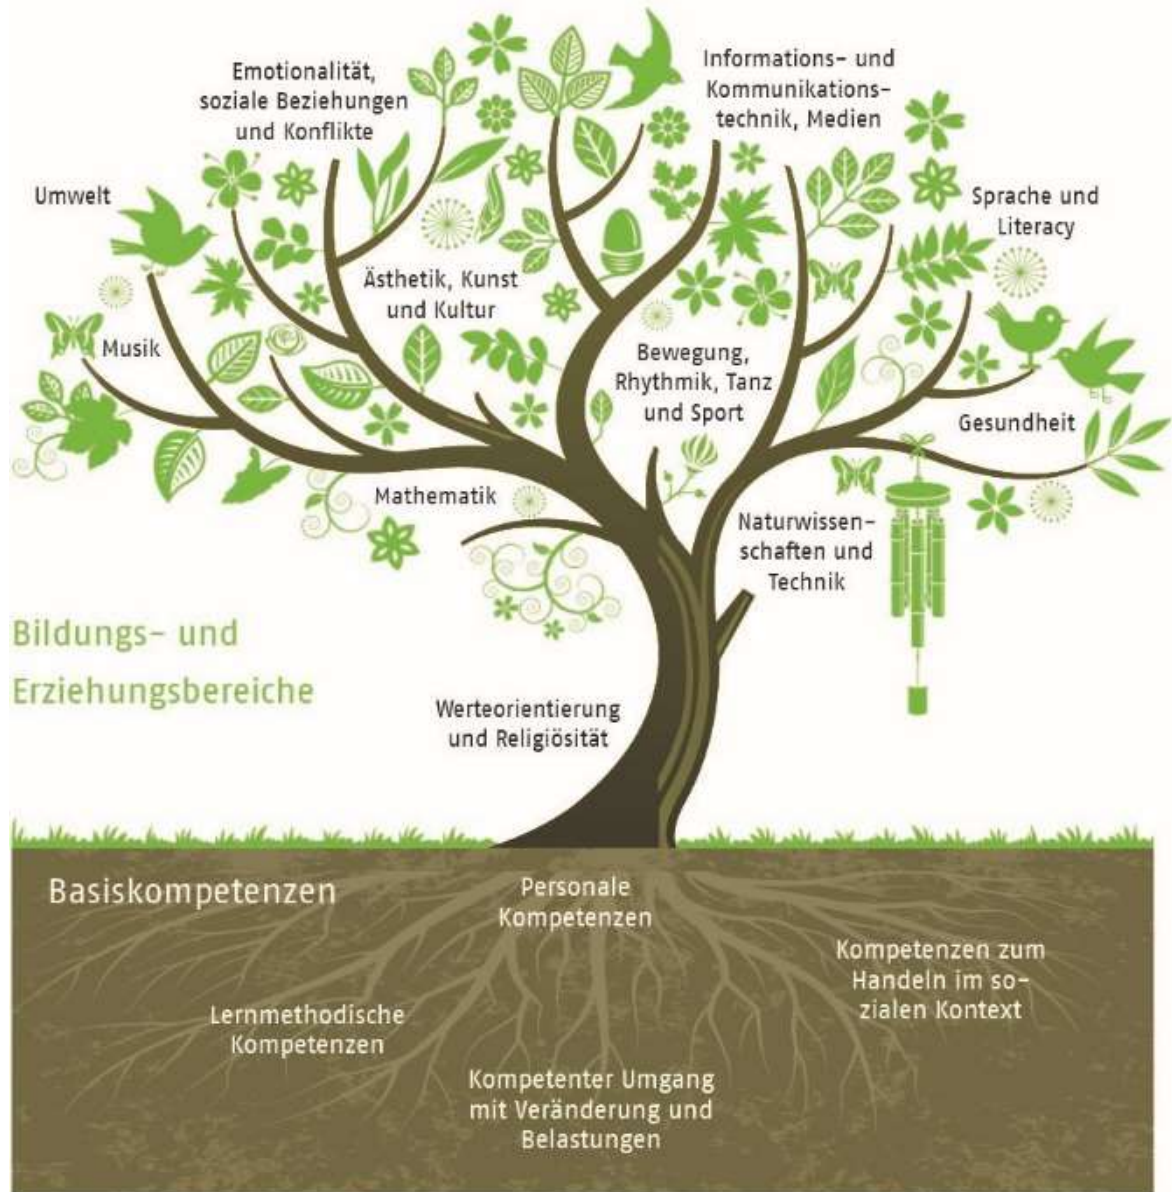 Emotionalität,
soziale Beziehungen
und Konflikte
Informations- und
Kommunikations-
technik, Medien
Umwelt
Sprache und
Literacy
Ästhetik, Kunst
und Kultur
Musik
Bewegung,
Rhythmik, Tanz
und Sport
Gesundheit
Mathematik
Naturwissen-
schaften und
Technik
Bildungs- und
Erziehungsbereiche
Werteorientierung
und Religiösität
Basiskompetenzen
Personale
Kompetenzen
Kompetenzen zum
Handeln im so-
zialen Kontext
Lernmethodische
Kompetenzen
Kompetenter Umgang
mit Veränderung und
Belastungen